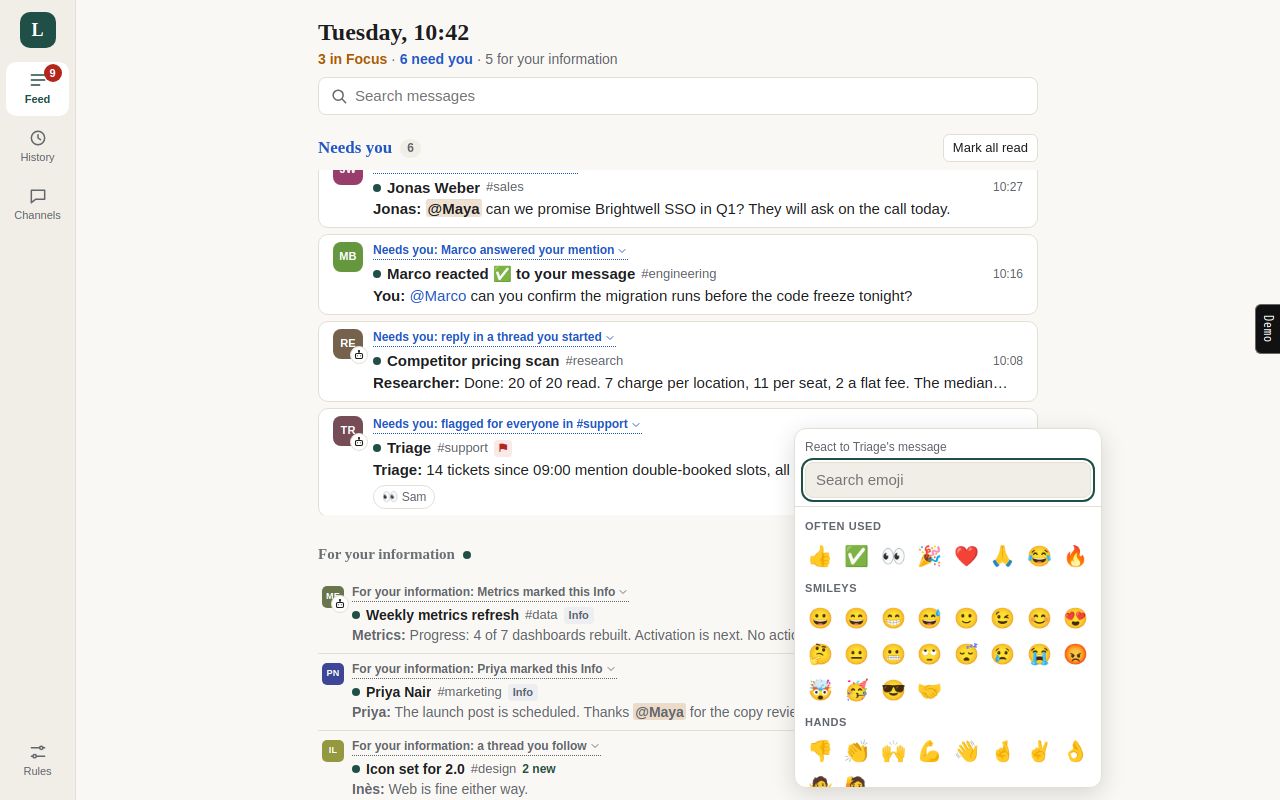 L
9
Feed
History
Channels
Rules
Tuesday, 10:42
3 in Focus · 6 need you · 5 for your information
Search messages
Needs you 6
Mark all read
Jonas Weber #sales 10:27
Jonas: @Maya can we promise Brightwell SSO in Q1? They will ask on the call today.
MB
Needs you: Marco answered your mention
Marco reacted ✅ to your message #engineering 10:16
You: @Marco can you confirm the migration runs before the code freeze tonight?
RE
Needs you: reply in a thread you started
Competitor pricing scan #research 10:08
Researcher: Done: 20 of 20 read. 7 charge per location, 11 per seat, 2 a flat fee. The median…
TR
Needs you: flagged for everyone in #support
Triage #support
Triage: 14 tickets since 09:00 mention double-booked slots, all
👀 Sam
For your information
For your information: Metrics marked this Info
Weekly metrics refresh #data Info
Metrics: Progress: 4 of 7 dashboards rebuilt. Activation is next. No
PN
For your information: Priya marked this Info
Priya Nair #marketing Info
Priya: The launch post is scheduled. Thanks @Maya for the copy
IL
For your information: a thread you follow
Icon set for 2.0 #design 2 new
Inès: Web is fine either way.
React to Triage's message
Search emoji
OFTEN USED
SMILEYS
HANDS
Demo